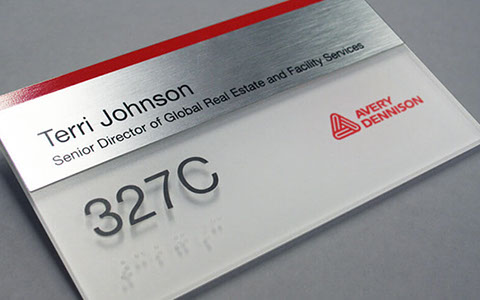 Terri Johnson
Senior Director of Global Real Estate and Facility Services
AVERY
DENNISON
327C